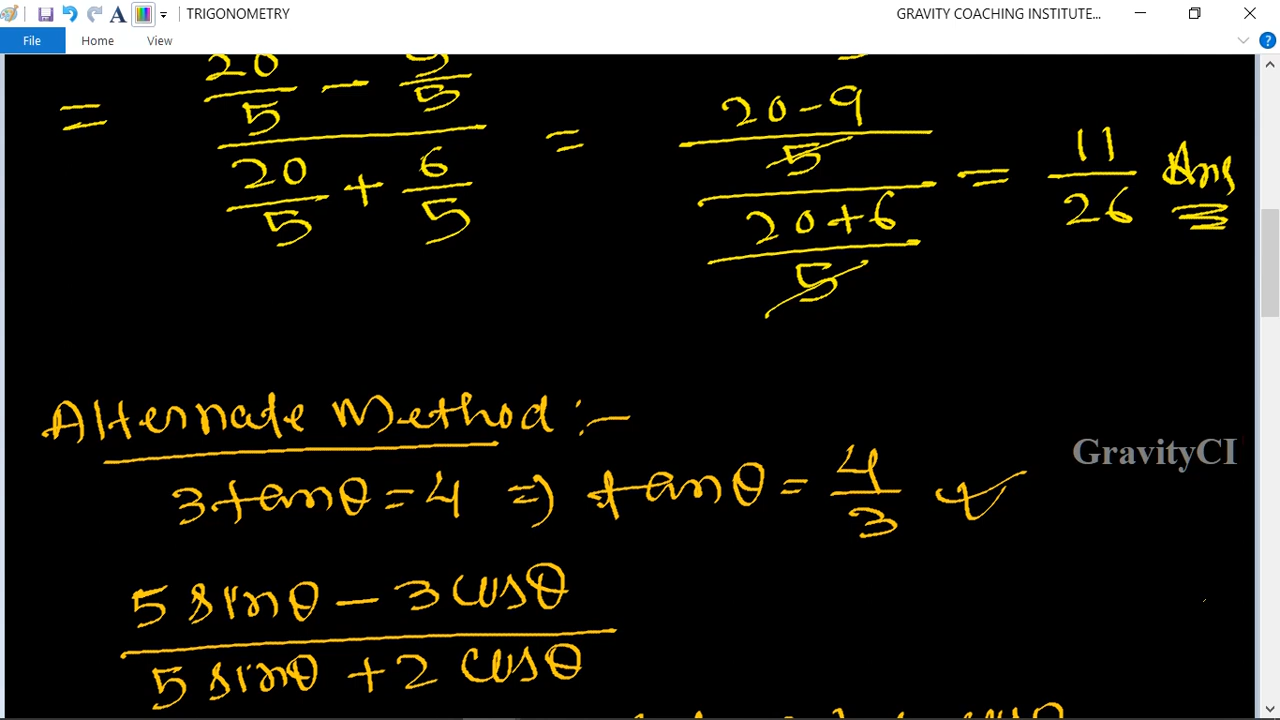 TRIGONOMETRY GRAVITY COACHING INSTITUTE...
File Home View
= (20/5 - 9/5)/(20/5 + 6/5) = ((20-9)/5)/((20+6)/5) = 11/26 Ans
Alternate Method :-
3tanθ = 4 => tanθ = 4/3
GravityCI
5 sinθ - 3 cosθ
5 sinθ + 2 cosθ